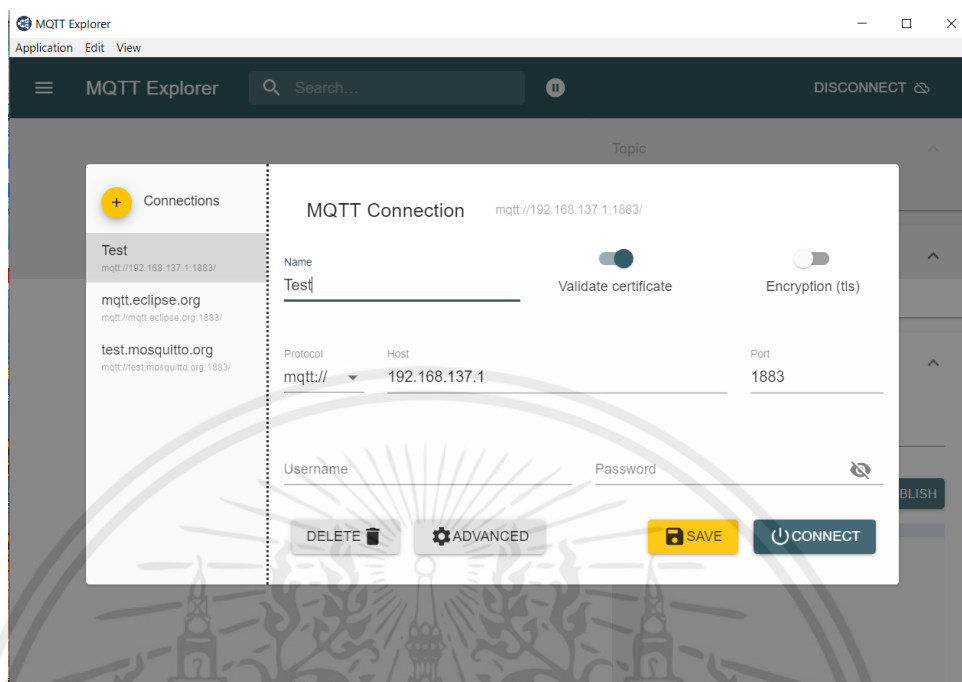 MQTT Explorer
Application Edit View
MQTT Explorer
Search...
DISCONNECT
Topic
Connections
MQTT Connection mqtt://192.168.137.1:1883/
Test
mqtt://192.168.137.1:1883/
Name
Test
Validate certificate
Encryption (tls)
mqtt.eclipse.org
mqtt://mqtt.eclipse.org:1883/
test.mosquitto.org
mqtt://test.mosquitto.org:1883/
Protocol
Host
Port
mqtt://
192.168.137.1
1883
Username
Password
BLISH
DELETE
ADVANCED
SAVE
CONNECT